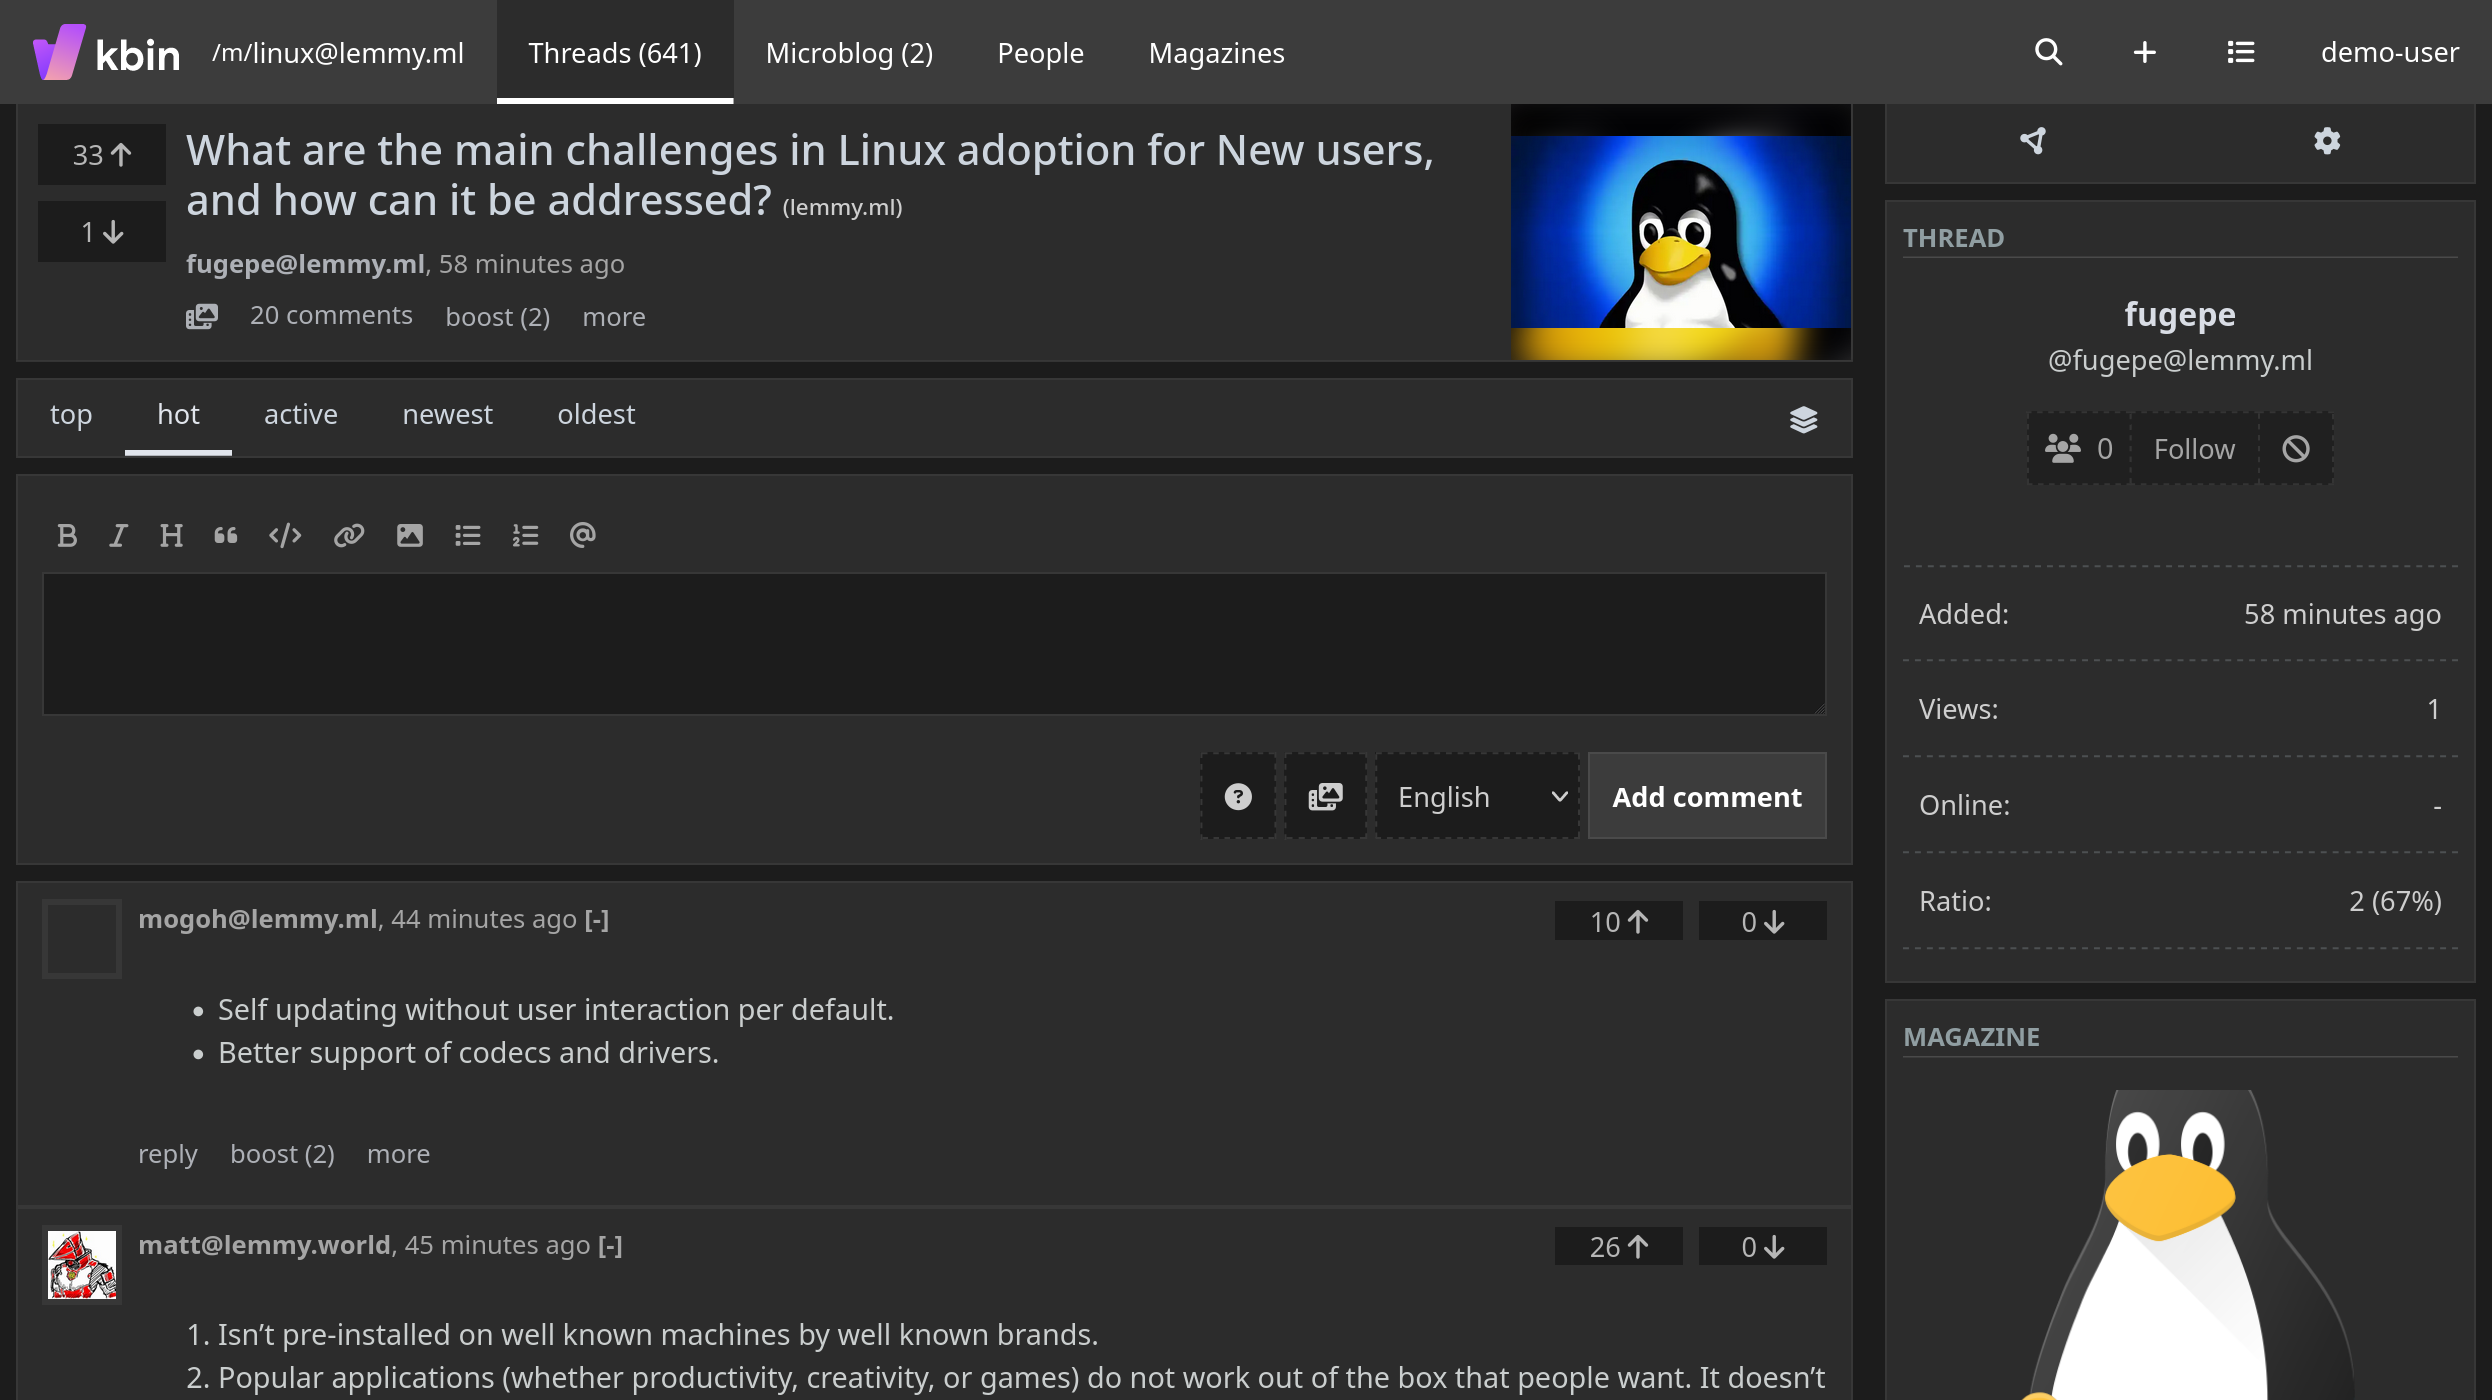 kbin /m/linux@lemmy.ml Threads (641) Microblog (2) People Magazines demo-user
33
1
What are the main challenges in Linux adoption for New users,
and how can it be addressed? (lemmy.ml)
fugepe@lemmy.ml, 58 minutes ago
20 comments boost (2) more
top hot active newest oldest
B I H
English Add comment
mogoh@lemmy.ml, 44 minutes ago [-] 10 0
• Self updating without user interaction per default.
• Better support of codecs and drivers.
reply boost (2) more
matt@lemmy.world, 45 minutes ago [-] 26 0
1. Isn’t pre-installed on well known machines by well known brands.
2. Popular applications (whether productivity, creativity, or games) do not work out of the box that people want. It doesn’t
THREAD
fugepe
@fugepe@lemmy.ml
0 Follow
Added: 58 minutes ago
Views: 1
Online: -
Ratio: 2 (67%)
MAGAZINE